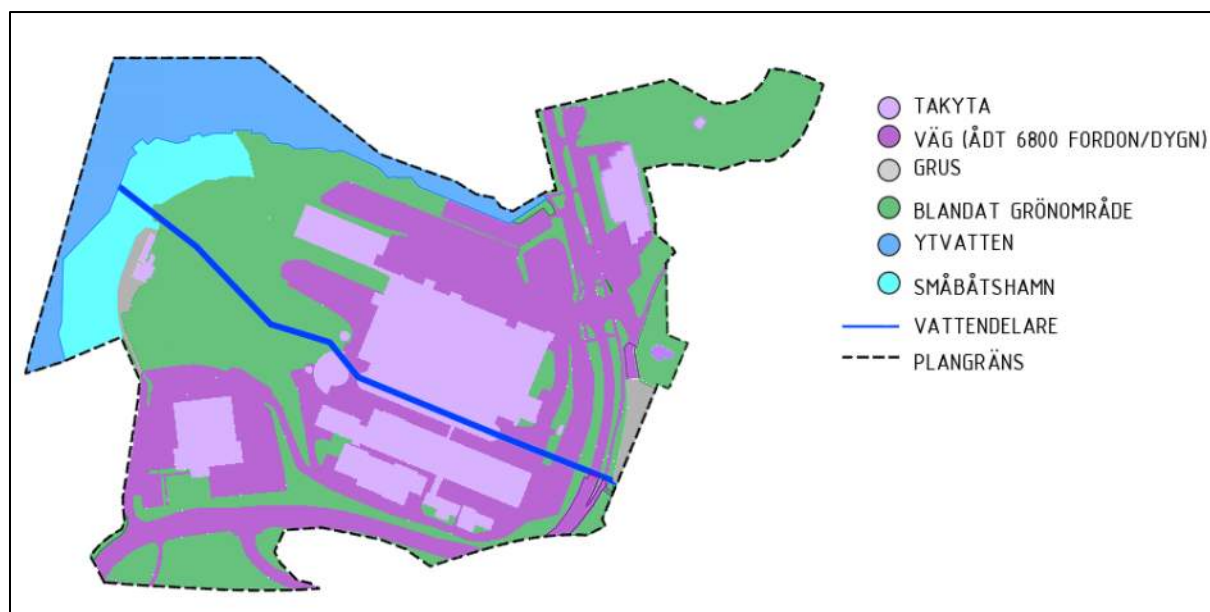 TAKYTA
VÄG (ÅDT 6800 FORDON/DYGN)
GRUS
BLANDAT GRÖNOMRÅDE
YTVATTEN
SMÅBÅTSHAMN
VATTENDELARE
PLANGRÄNS